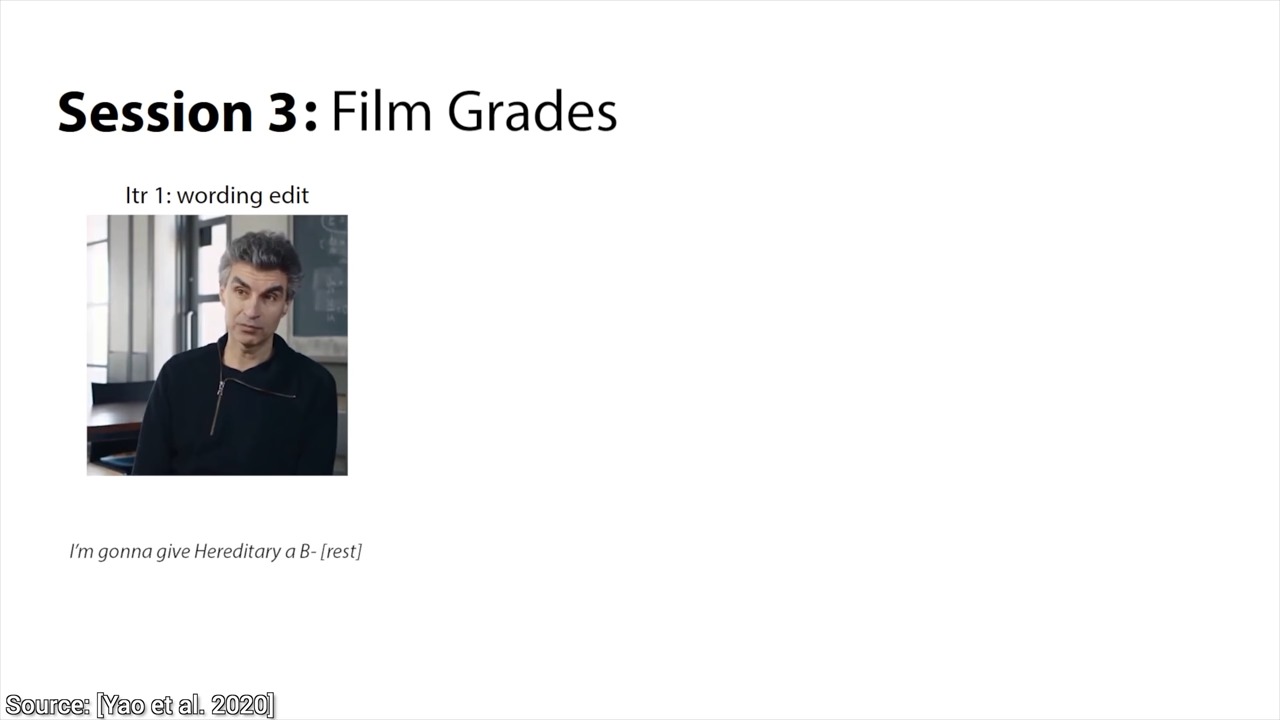 Session 3: Film Grades
Itr 1: wording edit
I'm gonna give Hereditary a B- [rest]
Source: [Yao et al. 2020]